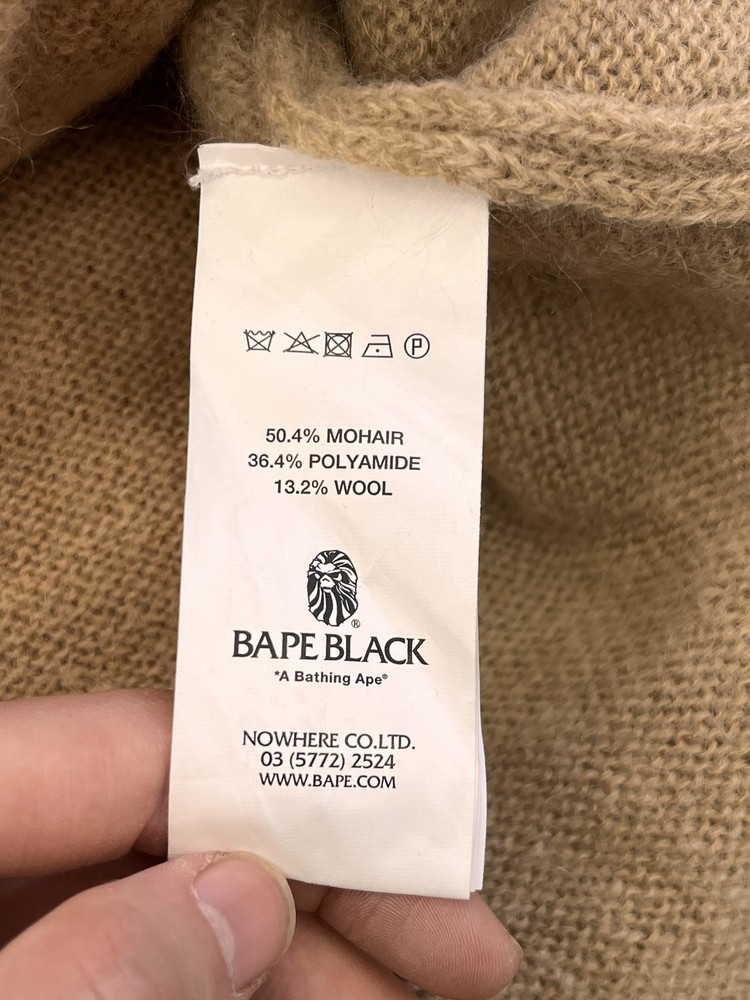 P
50.4% MOHAIR
36.4% POLYAMIDE
13.2% WOOL
®
BAPE BLACK
*A Bathing Ape®
NOWHERE CO.LTD.
03 (5772) 2524
WWW.BAPE.COM